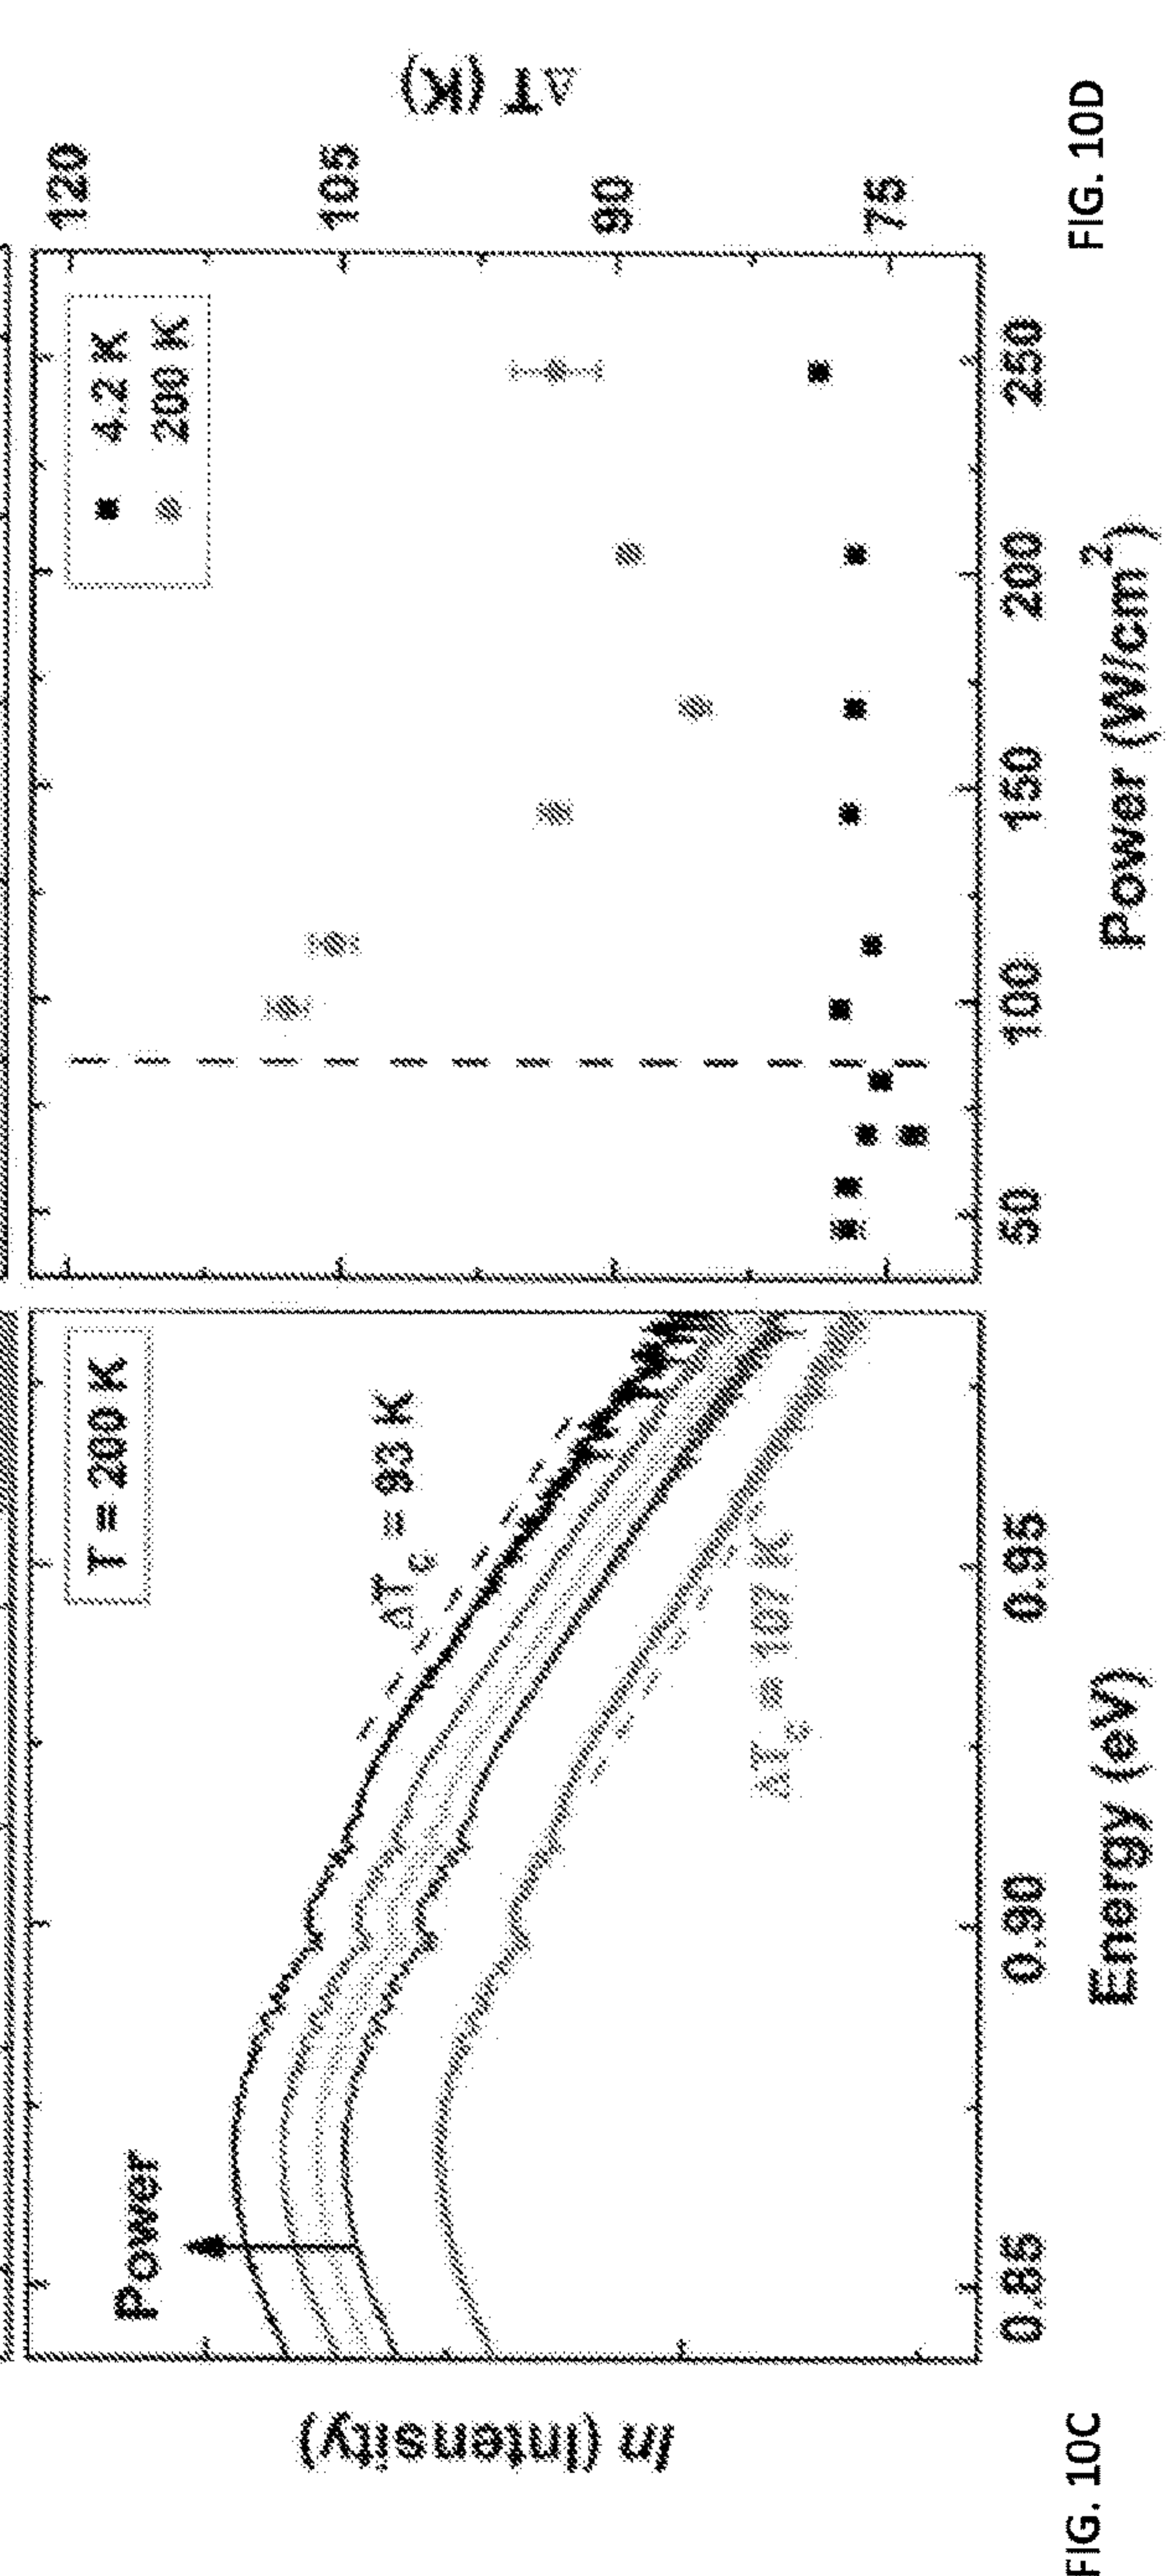 T = 200 K
Power
ΔT_c = 93 K
ΔT_c = 107 K
ln (intensity)
0.85
0.90
0.95
Energy (eV)
FIG. 10C
4.2 K
200 K
120
105
90
75
ΔT (K)
50
100
150
200
250
Power (W/cm²)
FIG. 10D